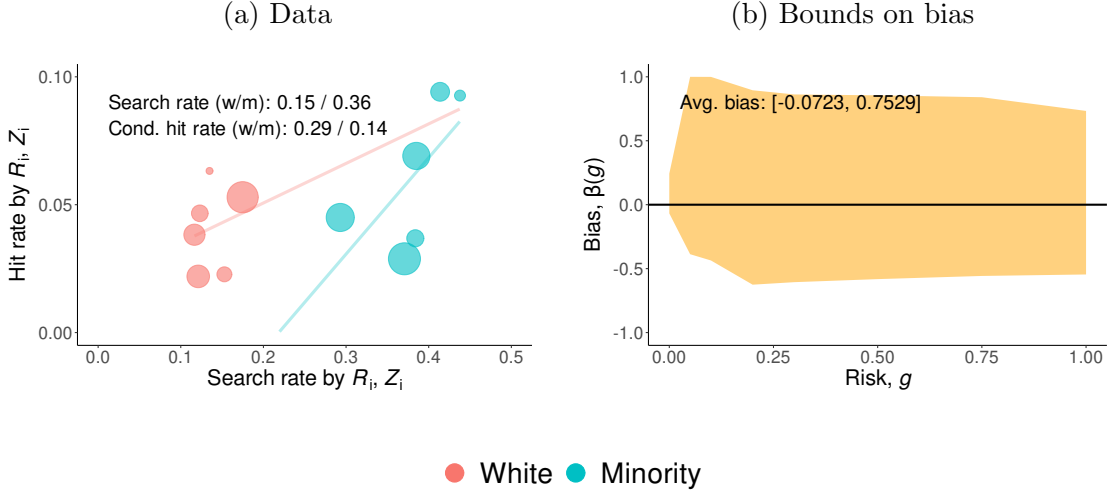 (a) Data
Search rate (w/m): 0.15 / 0.36
Cond. hit rate (w/m): 0.29 / 0.14
Hit rate by Rᵢ, Zᵢ
0.10
0.05
0.00
0.0 0.1 0.2 0.3 0.4 0.5
Search rate by Rᵢ, Zᵢ
(b) Bounds on bias
Avg. bias: [-0.0723, 0.7529]
Bias, β(g)
1.0
0.5
0.0
-0.5
-1.0
0.00 0.25 0.50 0.75 1.00
Risk, g
White Minority